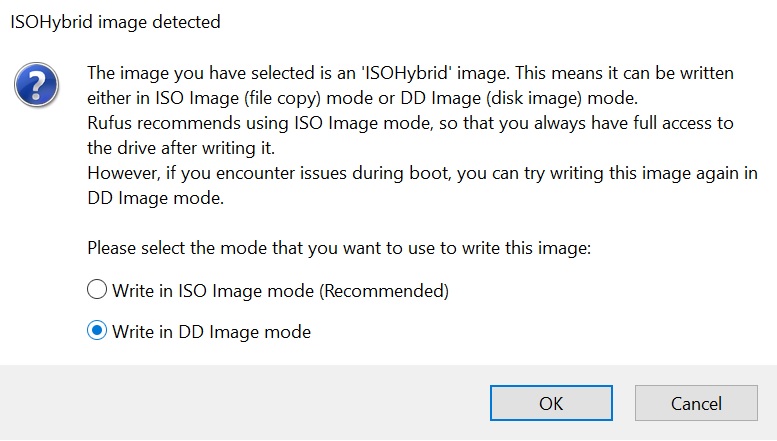 ISOHybrid image detected
The image you have selected is an 'ISOHybrid' image. This means it can be written
either in ISO Image (file copy) mode or DD Image (disk image) mode.
Rufus recommends using ISO Image mode, so that you always have full access to
the drive after writing it.
However, if you encounter issues during boot, you can try writing this image again in
DD Image mode.
Please select the mode that you want to use to write this image:
Write in ISO Image mode (Recommended)
Write in DD Image mode
OK
Cancel